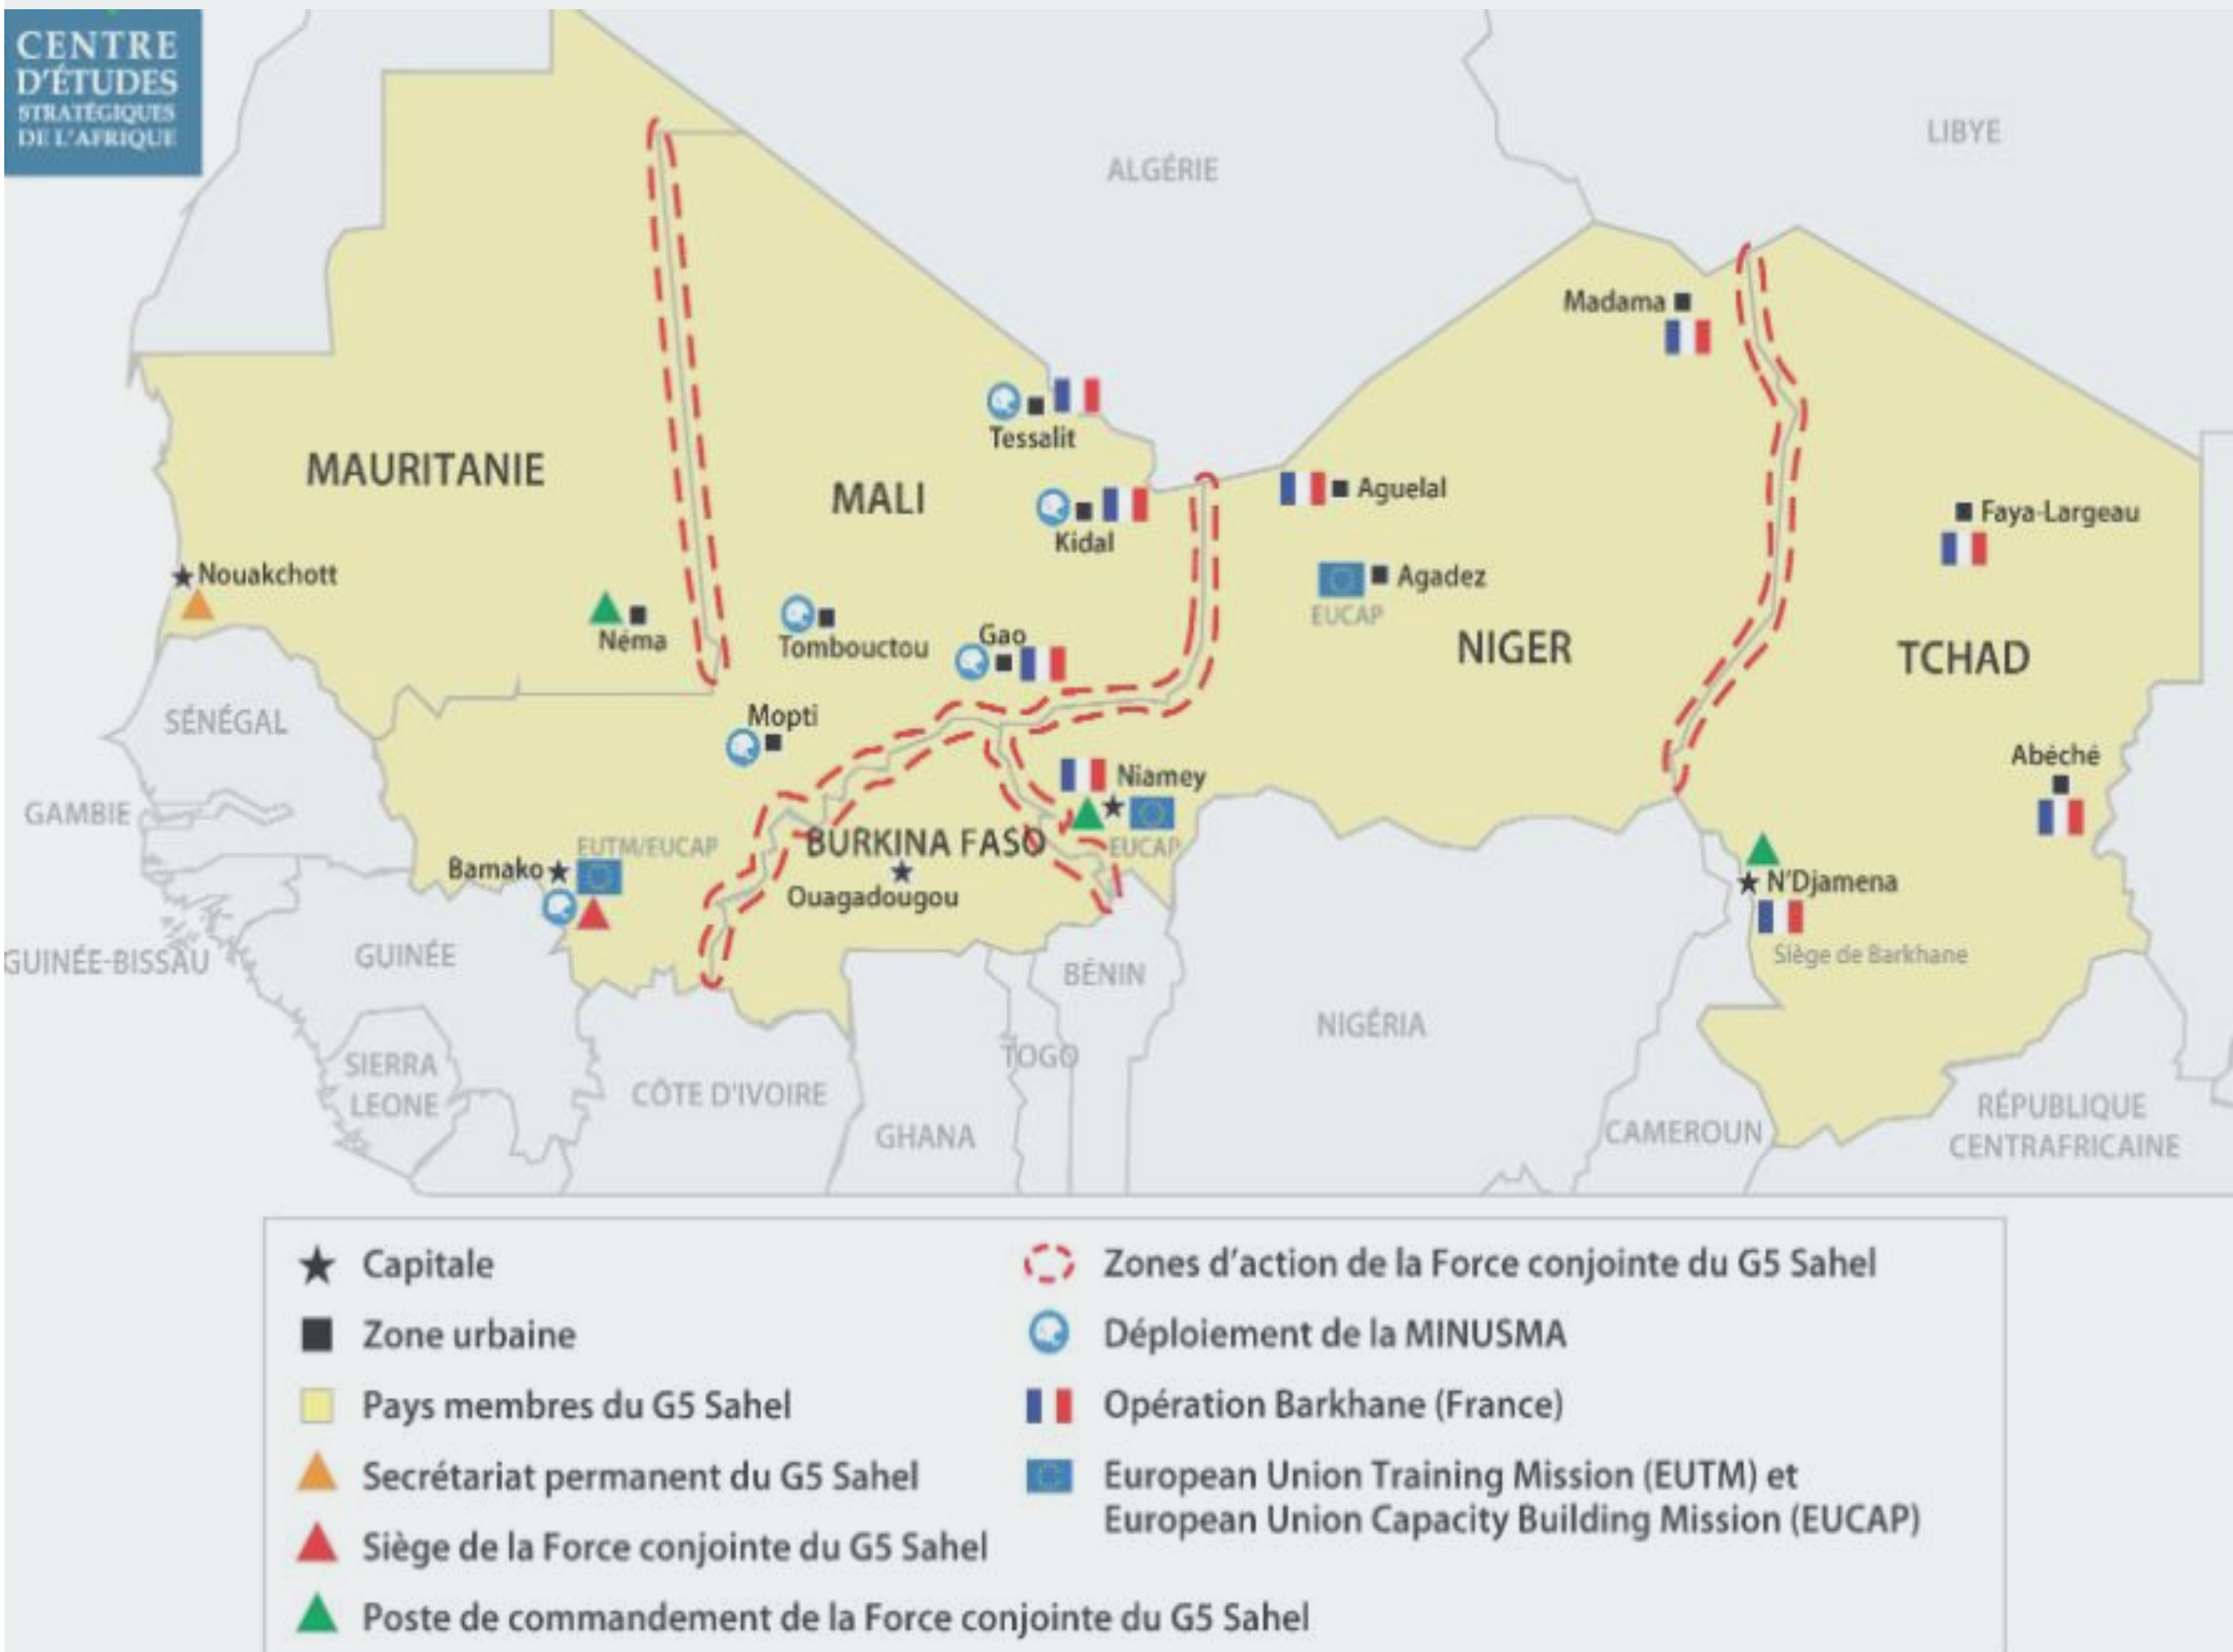 CENTRE
D'ÉTUDES
STRATÉGIQUES
DE L'AFRIQUE
LIBYE
ALGÉRIE
Madama
MAURITANIE
MALI
Tessalit
Aguelal
Kidal
Faya-Largeau
Nouakchott
Agadez
EUCAP
Néma
Tombouctou
Gao
NIGER
TCHAD
SÉNÉGAL
Mopti
Niamey
Abéché
GAMBIE
EUTM/EUCAP
BURKINA FASO
EUCAP
Bamako
Ouagadougou
N'Djamena
Siège de Barkhane
GUINÉE-BISSAU
GUINÉE
BÉNIN
NIGÉRIA
TOGO
SIERRA
LEONE
CÔTE D'IVOIRE
GHANA
CAMEROUN
RÉPUBLIQUE
CENTRAFRICAINE
Capitale
Zone urbaine
Pays membres du G5 Sahel
Secrétariat permanent du G5 Sahel
Siège de la Force conjointe du G5 Sahel
Poste de commandement de la Force conjointe du G5 Sahel
Zones d'action de la Force conjointe du G5 Sahel
Déploiement de la MINUSMA
Opération Barkhane (France)
European Union Training Mission (EUTM) et
European Union Capacity Building Mission (EUCAP)